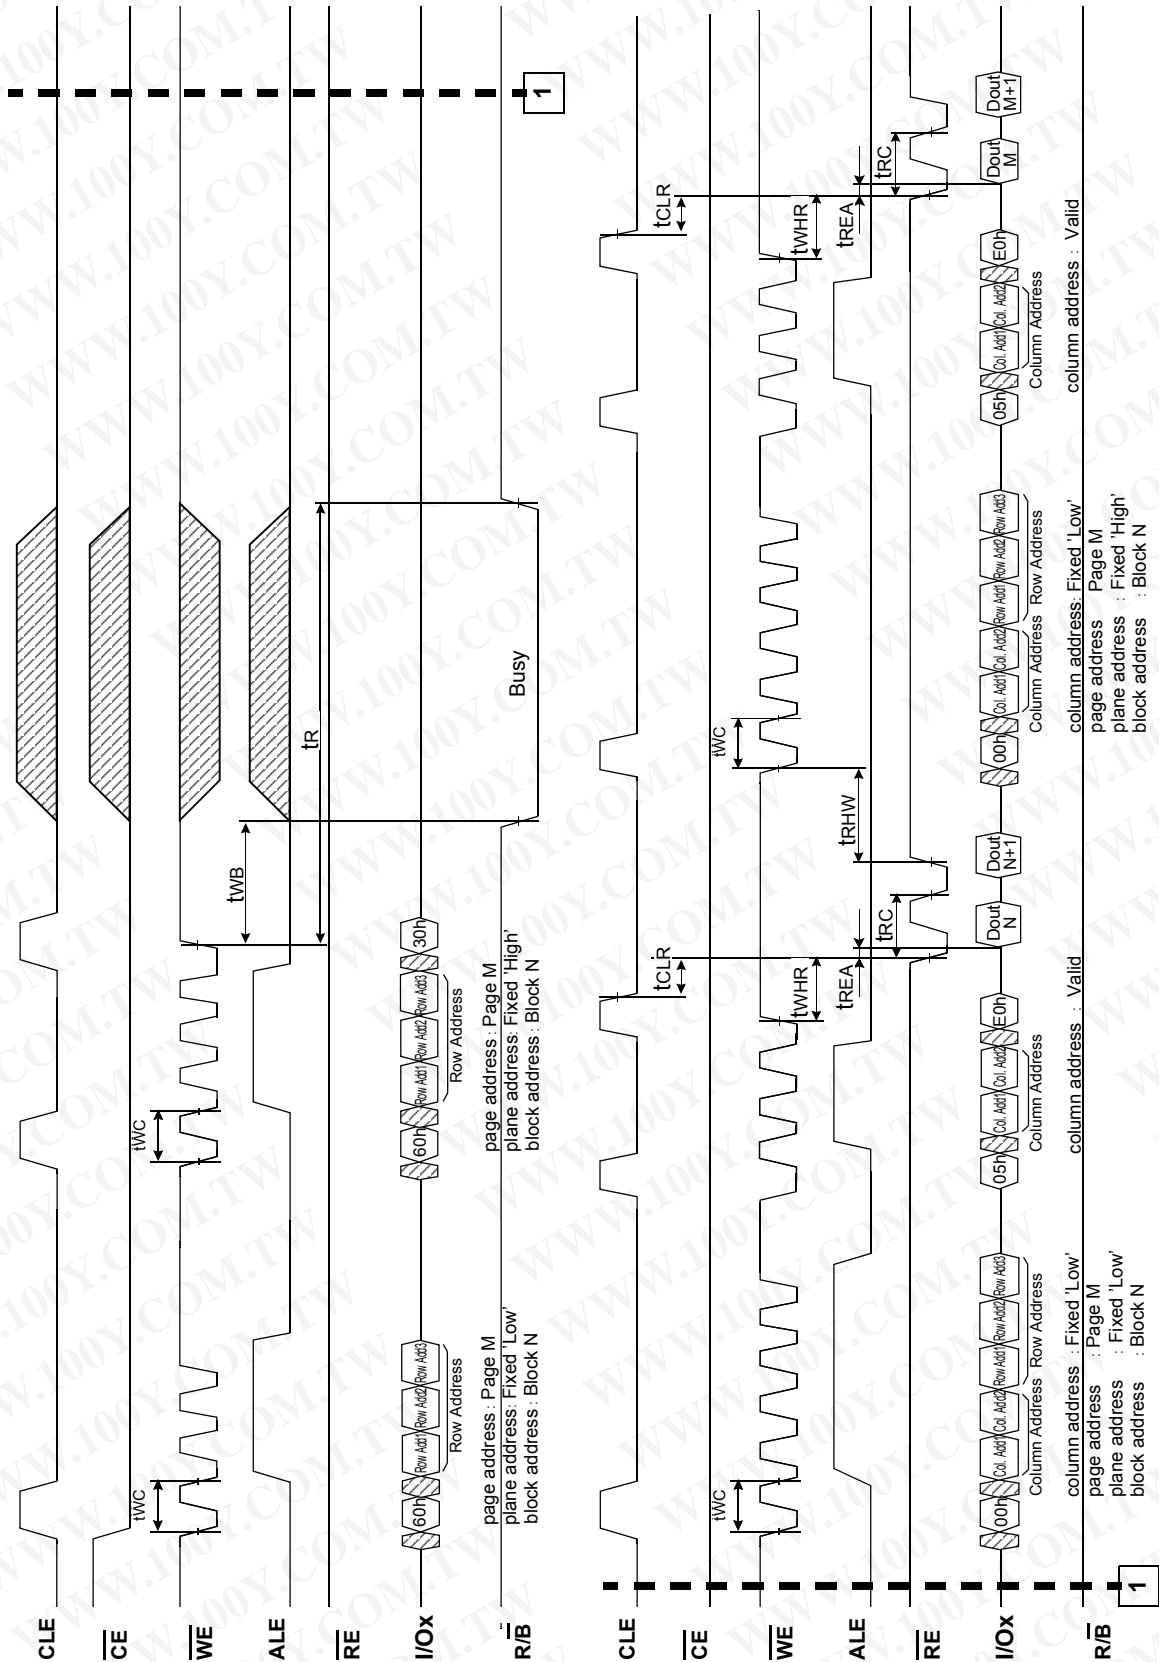 CLE
CE
WE
ALE
RE
I/Ox
R/B
tWC
tWC
tWB
tR
Busy
60h
Row Add1
Row Add2
Row Add3
Row Address
page address : Page M
plane address: Fixed 'Low'
block address : Block N
60h
Row Add1
Row Add2
Row Add3
30h
Row Address
page address : Page M
plane address: Fixed 'High'
block address : Block N
1
CLE
CE
WE
ALE
RE
I/Ox
R/B
1
tWC
tCLR
tWHR
tREA
tRC
tRHW
tWC
tCLR
tWHR
tREA
tRC
00h
Col. Add1
Col. Add2
Row Add1
Row Add2
Row Add3
Column Address
Row Address
column address : Fixed 'Low'
page address : Page M
plane address : Fixed 'Low'
block address : Block N
05h
Col. Add1
Col. Add2
E0h
Column Address
column address : Valid
Dout
N
Dout
N+1
00h
Col. Add1
Col. Add2
Row Add1
Row Add2
Row Add3
Column Address
Row Address
column address: Fixed 'Low'
page address Page M
plane address : Fixed 'High'
block address : Block N
05h
Col. Add1
Col. Add2
E0h
Column Address
column address : Valid
Dout
M
Dout
M+1
WWW.100Y.COM.TW